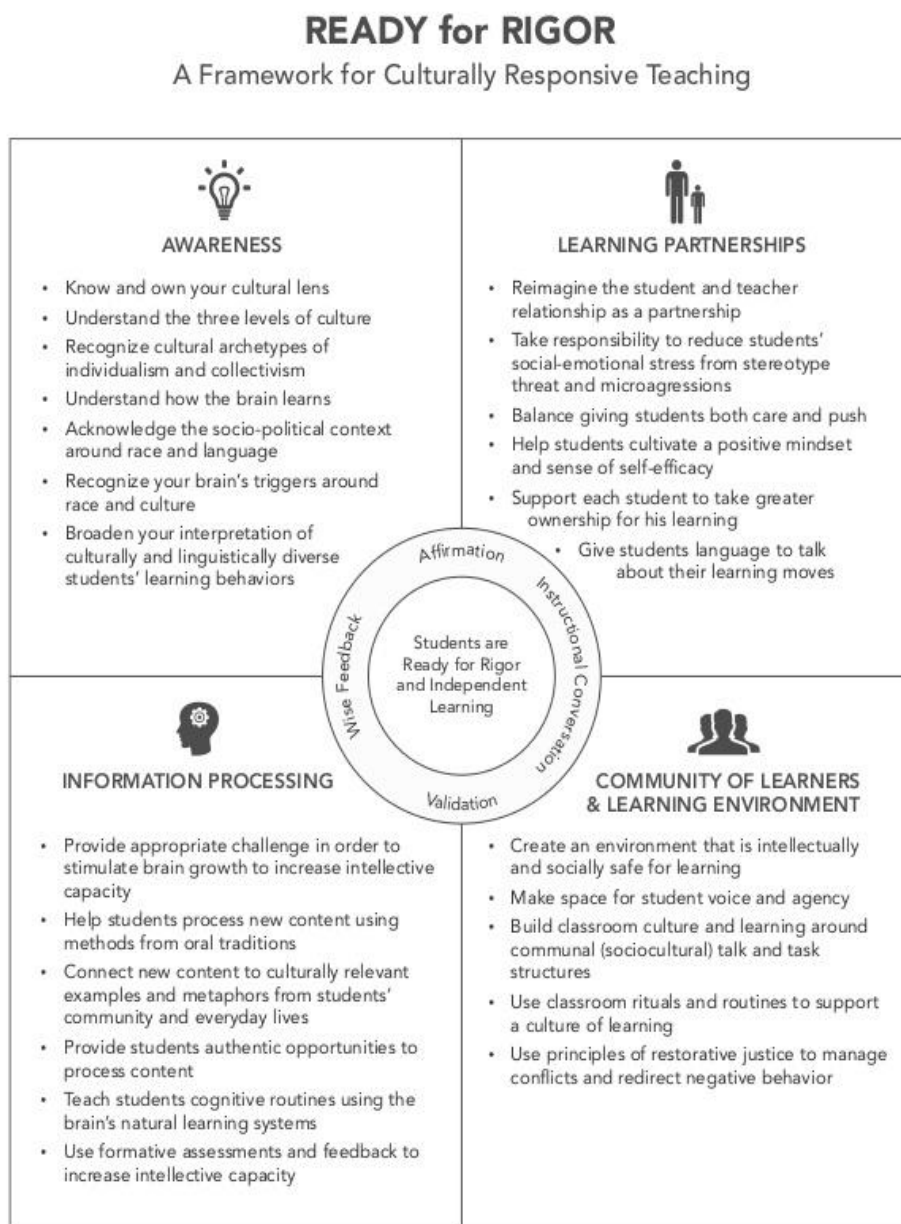 READY for RIGOR
A Framework for Culturally Responsive Teaching
AWARENESS
• Know and own your cultural lens
• Understand the three levels of culture
• Recognize cultural archetypes of
individualism and collectivism
• Understand how the brain learns
• Acknowledge the socio-political context
around race and language
• Recognize your brain's triggers around
race and culture
• Broaden your interpretation of
culturally and linguistically diverse
students' learning behaviors
LEARNING PARTNERSHIPS
• Reimagine the student and teacher
relationship as a partnership
• Take responsibility to reduce students'
social-emotional stress from stereotype
threat and microagressions
• Balance giving students both care and push
• Help students cultivate a positive mindset
and sense of self-efficacy
• Support each student to take greater
ownership for his learning
• Give students language to talk
about their learning moves
Affirmation
Wise Feedback
Instructional Conversation
Students are
Ready for Rigor
and Independent
Learning
Validation
INFORMATION PROCESSING
• Provide appropriate challenge in order to
stimulate brain growth to increase intellective
capacity
• Help students process new content using
methods from oral traditions
• Connect new content to culturally relevant
examples and metaphors from students'
community and everyday lives
• Provide students authentic opportunities to
process content
• Teach students cognitive routines using the
brain's natural learning systems
• Use formative assessments and feedback to
increase intellective capacity
COMMUNITY OF LEARNERS
& LEARNING ENVIRONMENT
• Create an environment that is intellectually
and socially safe for learning
• Make space for student voice and agency
• Build classroom culture and learning around
communal (sociocultural) talk and task
structures
• Use classroom rituals and routines to support
a culture of learning
• Use principles of restorative justice to manage
conflicts and redirect negative behavior